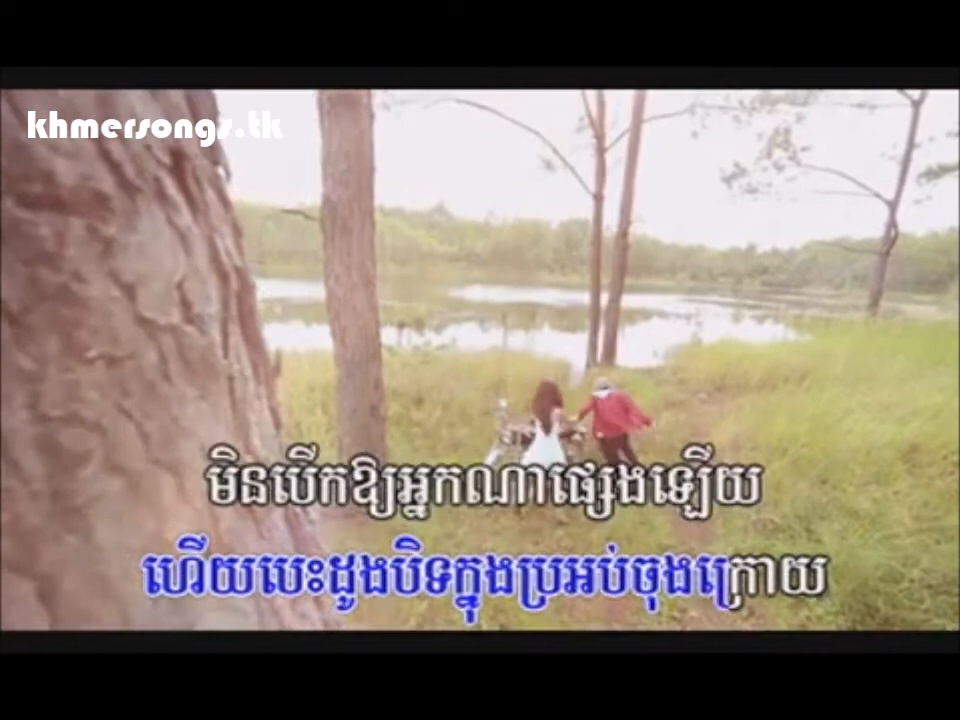 khmersongs.tk
មិនបើកឱ្យអ្នកណាផ្សេងឡើយ
ហើយបេះដូងបិទក្នុងប្រអប់ចុងក្រោយ